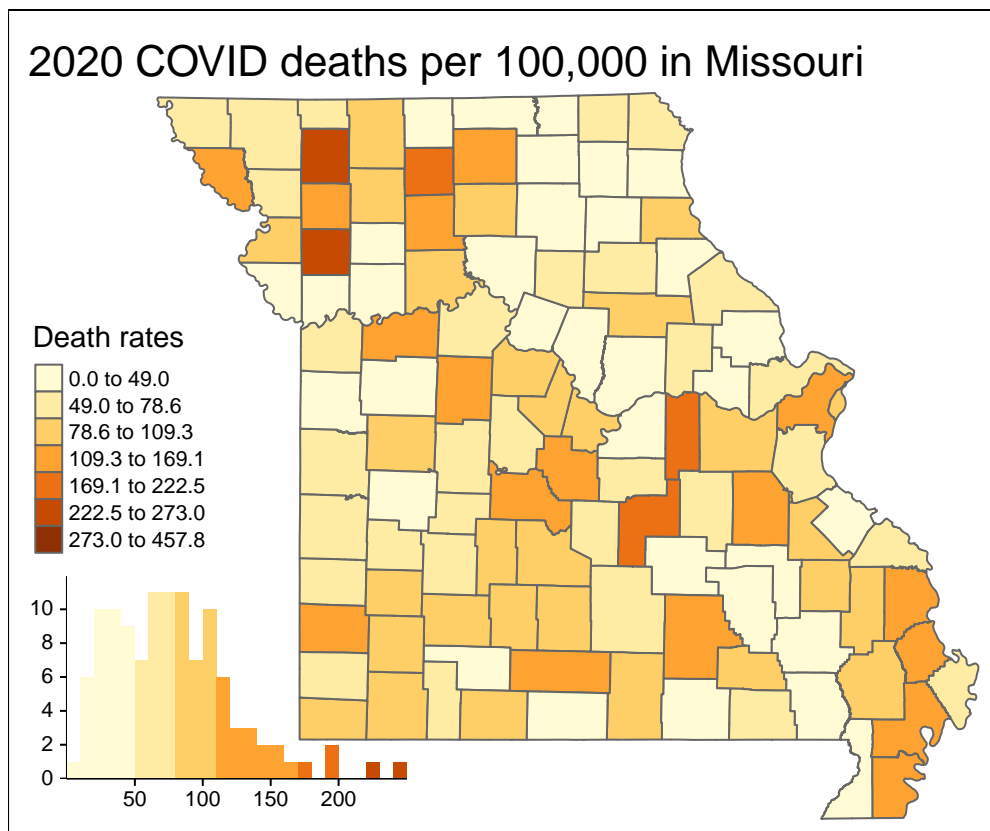 2020 COVID deaths per 100,000 in Missouri
Death rates
0.0 to 49.0
49.0 to 78.6
78.6 to 109.3
109.3 to 169.1
169.1 to 222.5
222.5 to 273.0
273.0 to 457.8
10
8
6
4
2
0
50 100 150 200